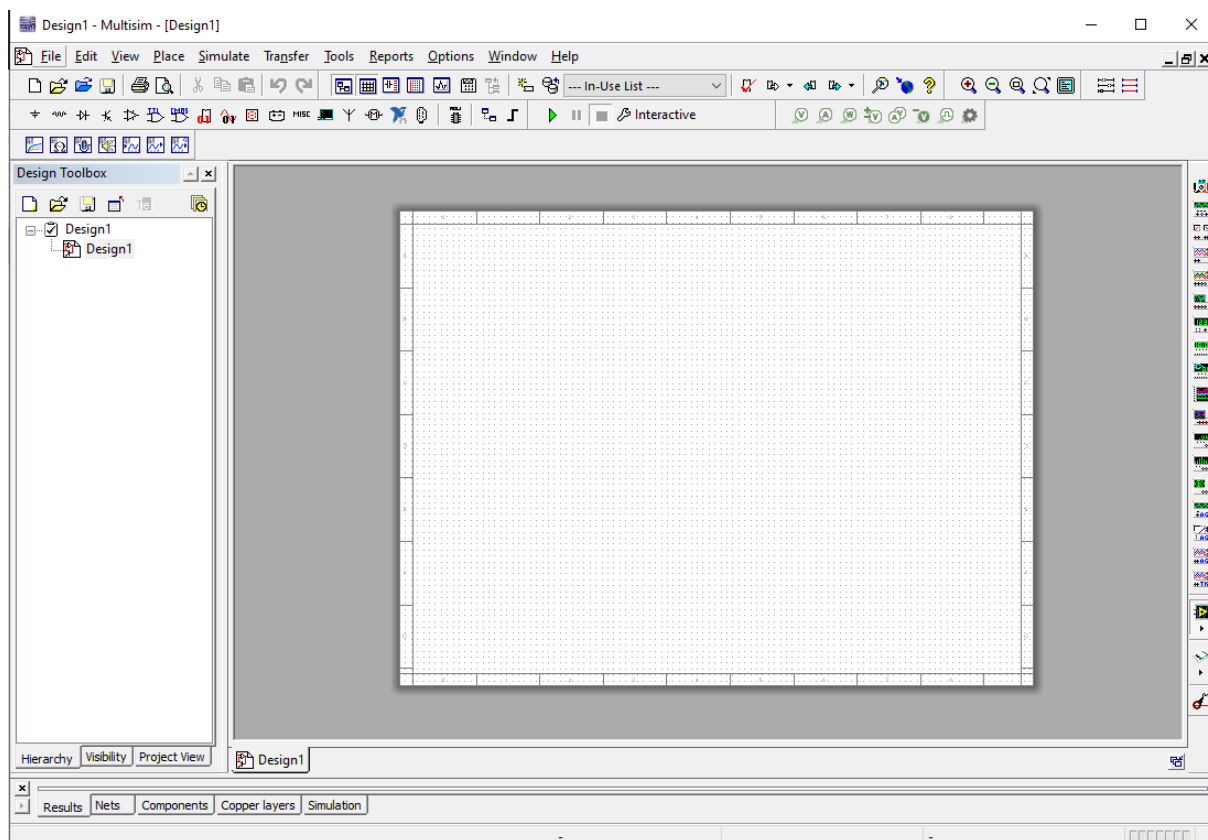 Design1 - Multisim - [Design1]
File Edit View Place Simulate Transfer Tools Reports Options Window Help
--- In-Use List ---
MISC Interactive
Design Toolbox
Design1
Design1
Hierarchy Visibility Project View
Design1
Results Nets Components Copper layers Simulation